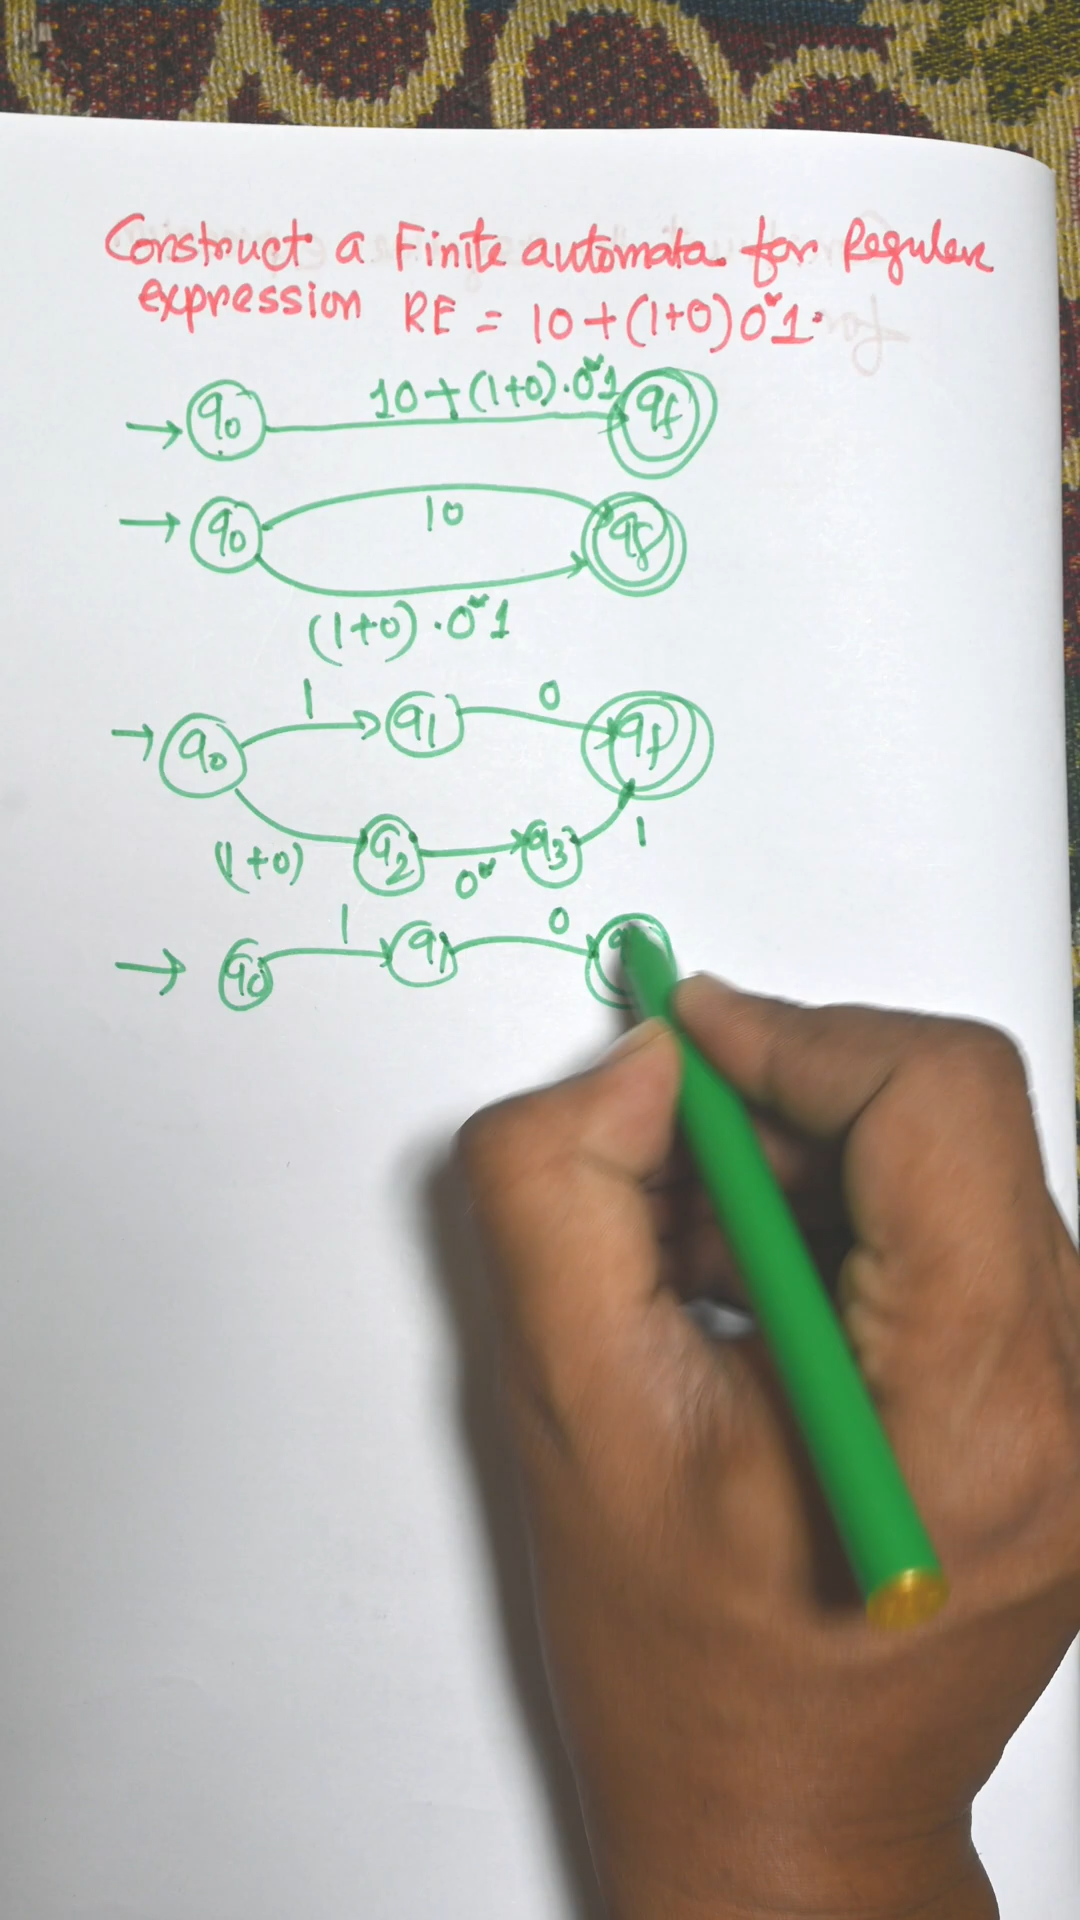 Construct a Finite automata for Regular
expression RE = 10+(1+0)0*1.
10+(1+0).0*1
→ q0 qf
→ q0 10 qf
(1+0).0*1
1 0
→ q0 q1 qf
(1+0) q2 0* q3 1
1 0
→ q0 q1